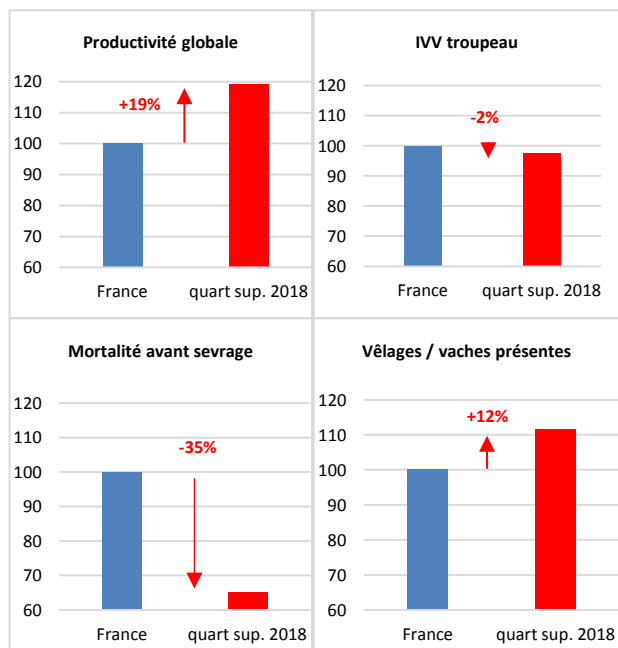 Productivité globale
120
110
100
90
80
70
60
+19%
France
quart sup. 2018
IVV troupeau
120
110
100
90
80
70
60
-2%
France
quart sup. 2018
Mortalité avant sevrage
120
110
100
90
80
70
60
-35%
France
quart sup. 2018
Vêlages / vaches présentes
120
110
100
90
80
70
60
+12%
France
quart sup. 2018